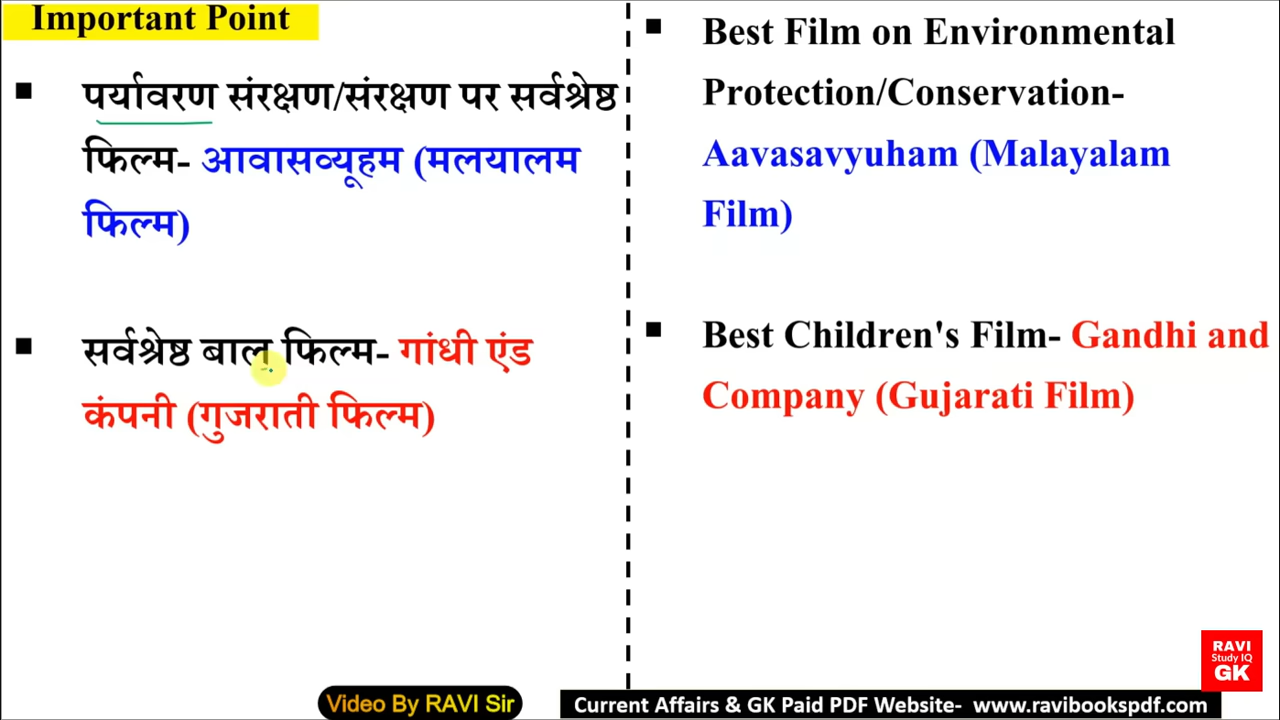 Important Point
▪ पर्यावरण संरक्षण/संरक्षण पर सर्वश्रेष्ठ
फिल्म- आवासव्यूहम (मलयालम
फिल्म)
▪ सर्वश्रेष्ठ बाल फिल्म- गांधी एंड
कंपनी (गुजराती फिल्म)
▪ Best Film on Environmental
Protection/Conservation-
Aavasavyuham (Malayalam
Film)
▪ Best Children's Film- Gandhi and
Company (Gujarati Film)
RAVI
Study IQ
GK
Video By RAVI Sir
Current Affairs & GK Paid PDF Website- www.ravibookspdf.com